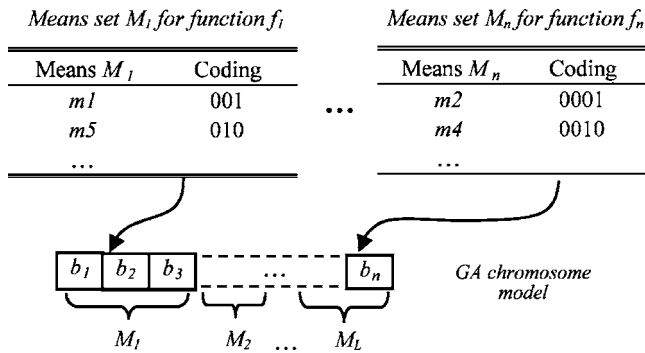 Means set M1 for function f1
Means M1 Coding
m1 001
m5 010
...
...
Means set Mn for function fn
Means Mn Coding
m2 0001
m4 0010
...
b1 b2 b3 ... bn
GA chromosome
model
M1 M2 ... ML